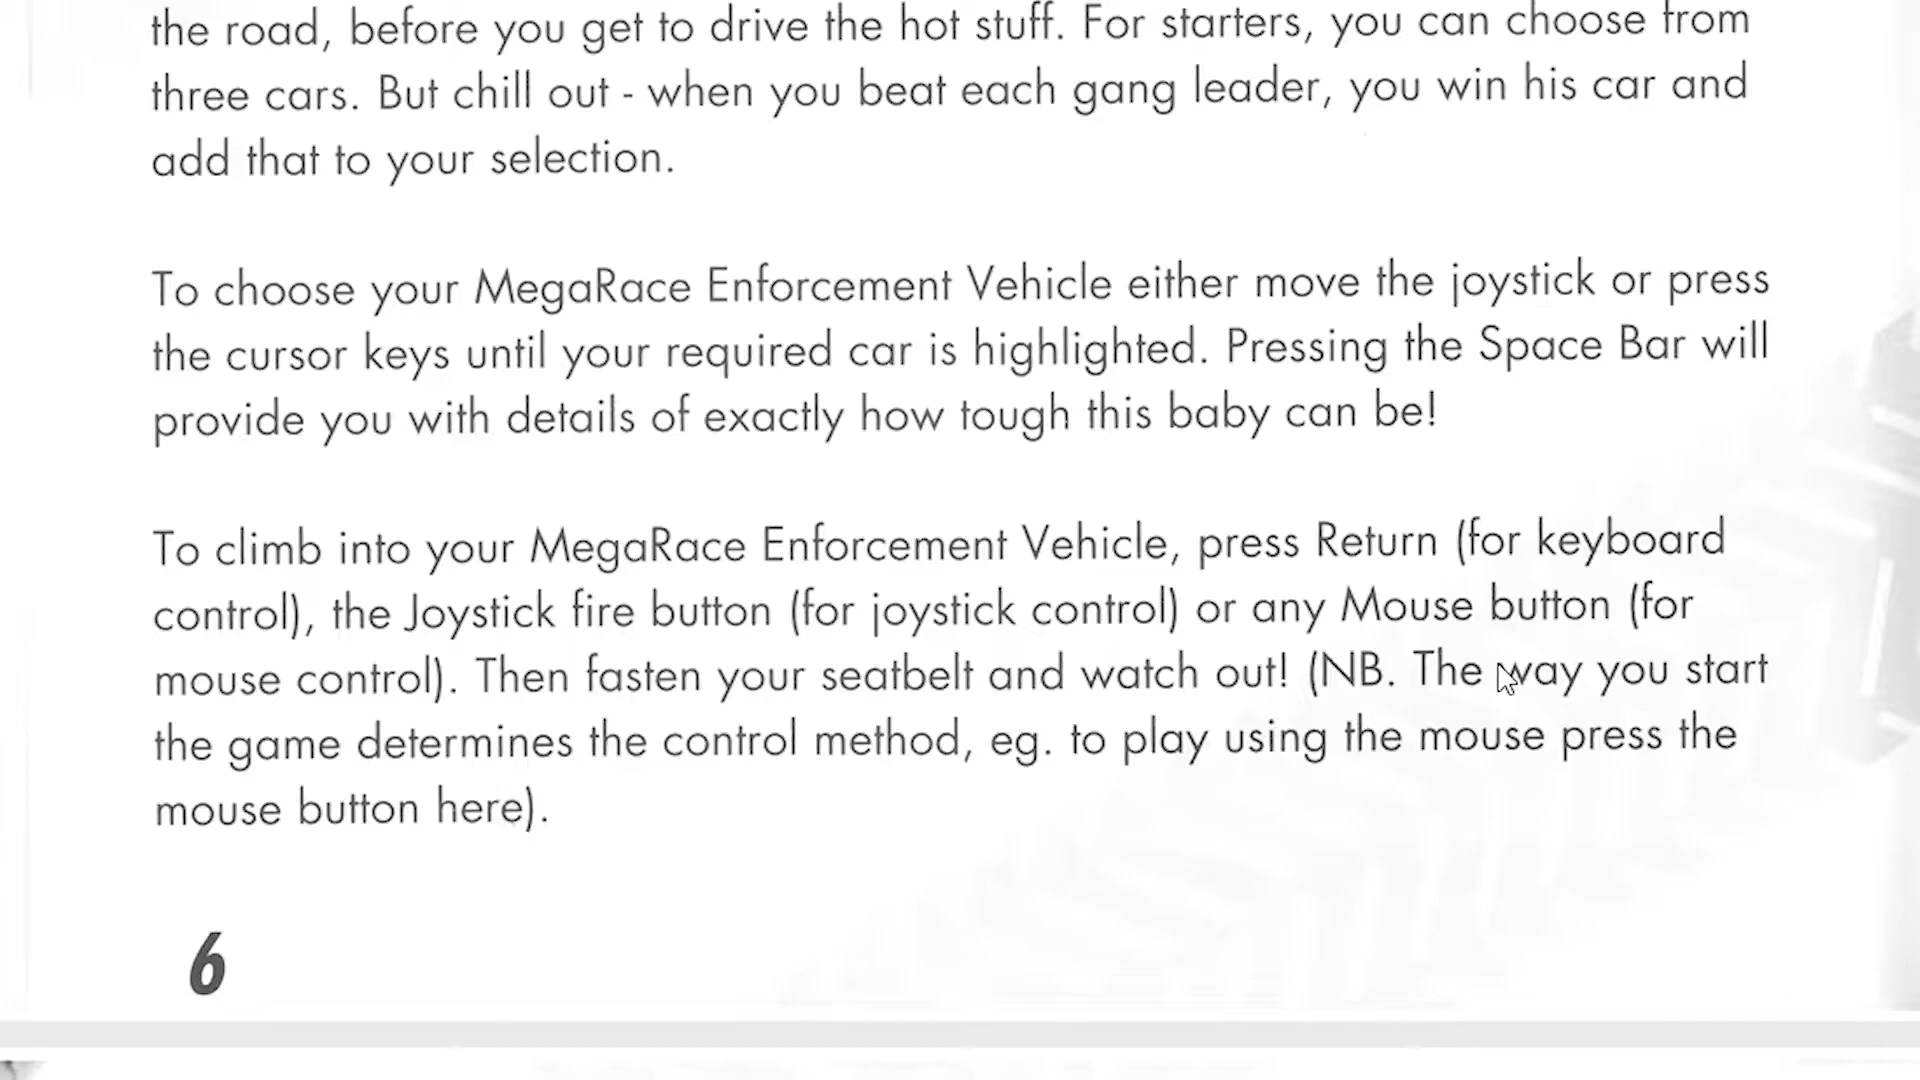 the road, before you get to drive the hot stuff. For starters, you can choose from
three cars. But chill out - when you beat each gang leader, you win his car and
add that to your selection.
To choose your MegaRace Enforcement Vehicle either move the joystick or press
the cursor keys until your required car is highlighted. Pressing the Space Bar will
provide you with details of exactly how tough this baby can be!
To climb into your MegaRace Enforcement Vehicle, press Return (for keyboard
control), the Joystick fire button (for joystick control) or any Mouse button (for
mouse control). Then fasten your seatbelt and watch out! (NB. The way you start
the game determines the control method, eg. to play using the mouse press the
mouse button here).
6